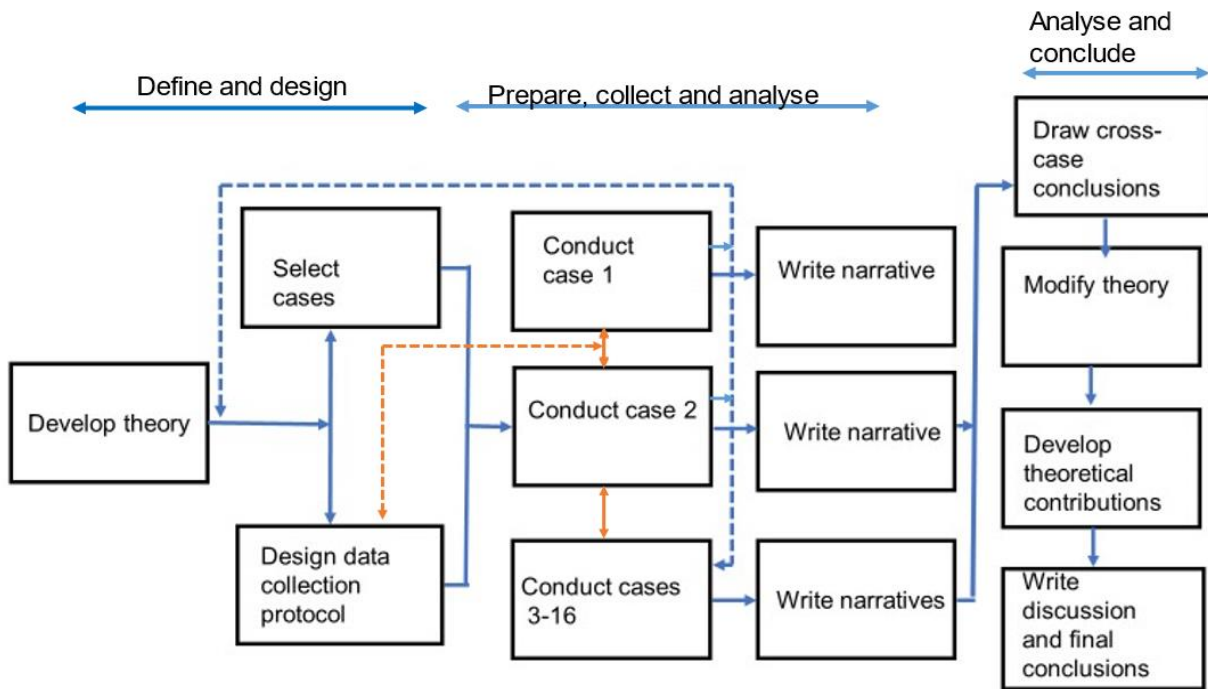 Define and design
Prepare, collect and analyse
Analyse and
conclude
Develop theory
Select
cases
Design data
collection
protocol
Conduct
case 1
Conduct case 2
Conduct cases
3-16
Write narrative
Write narrative
Write narratives
Draw cross-
case
conclusions
Modify theory
Develop
theoretical
contributions
Write
discussion
and final
conclusions